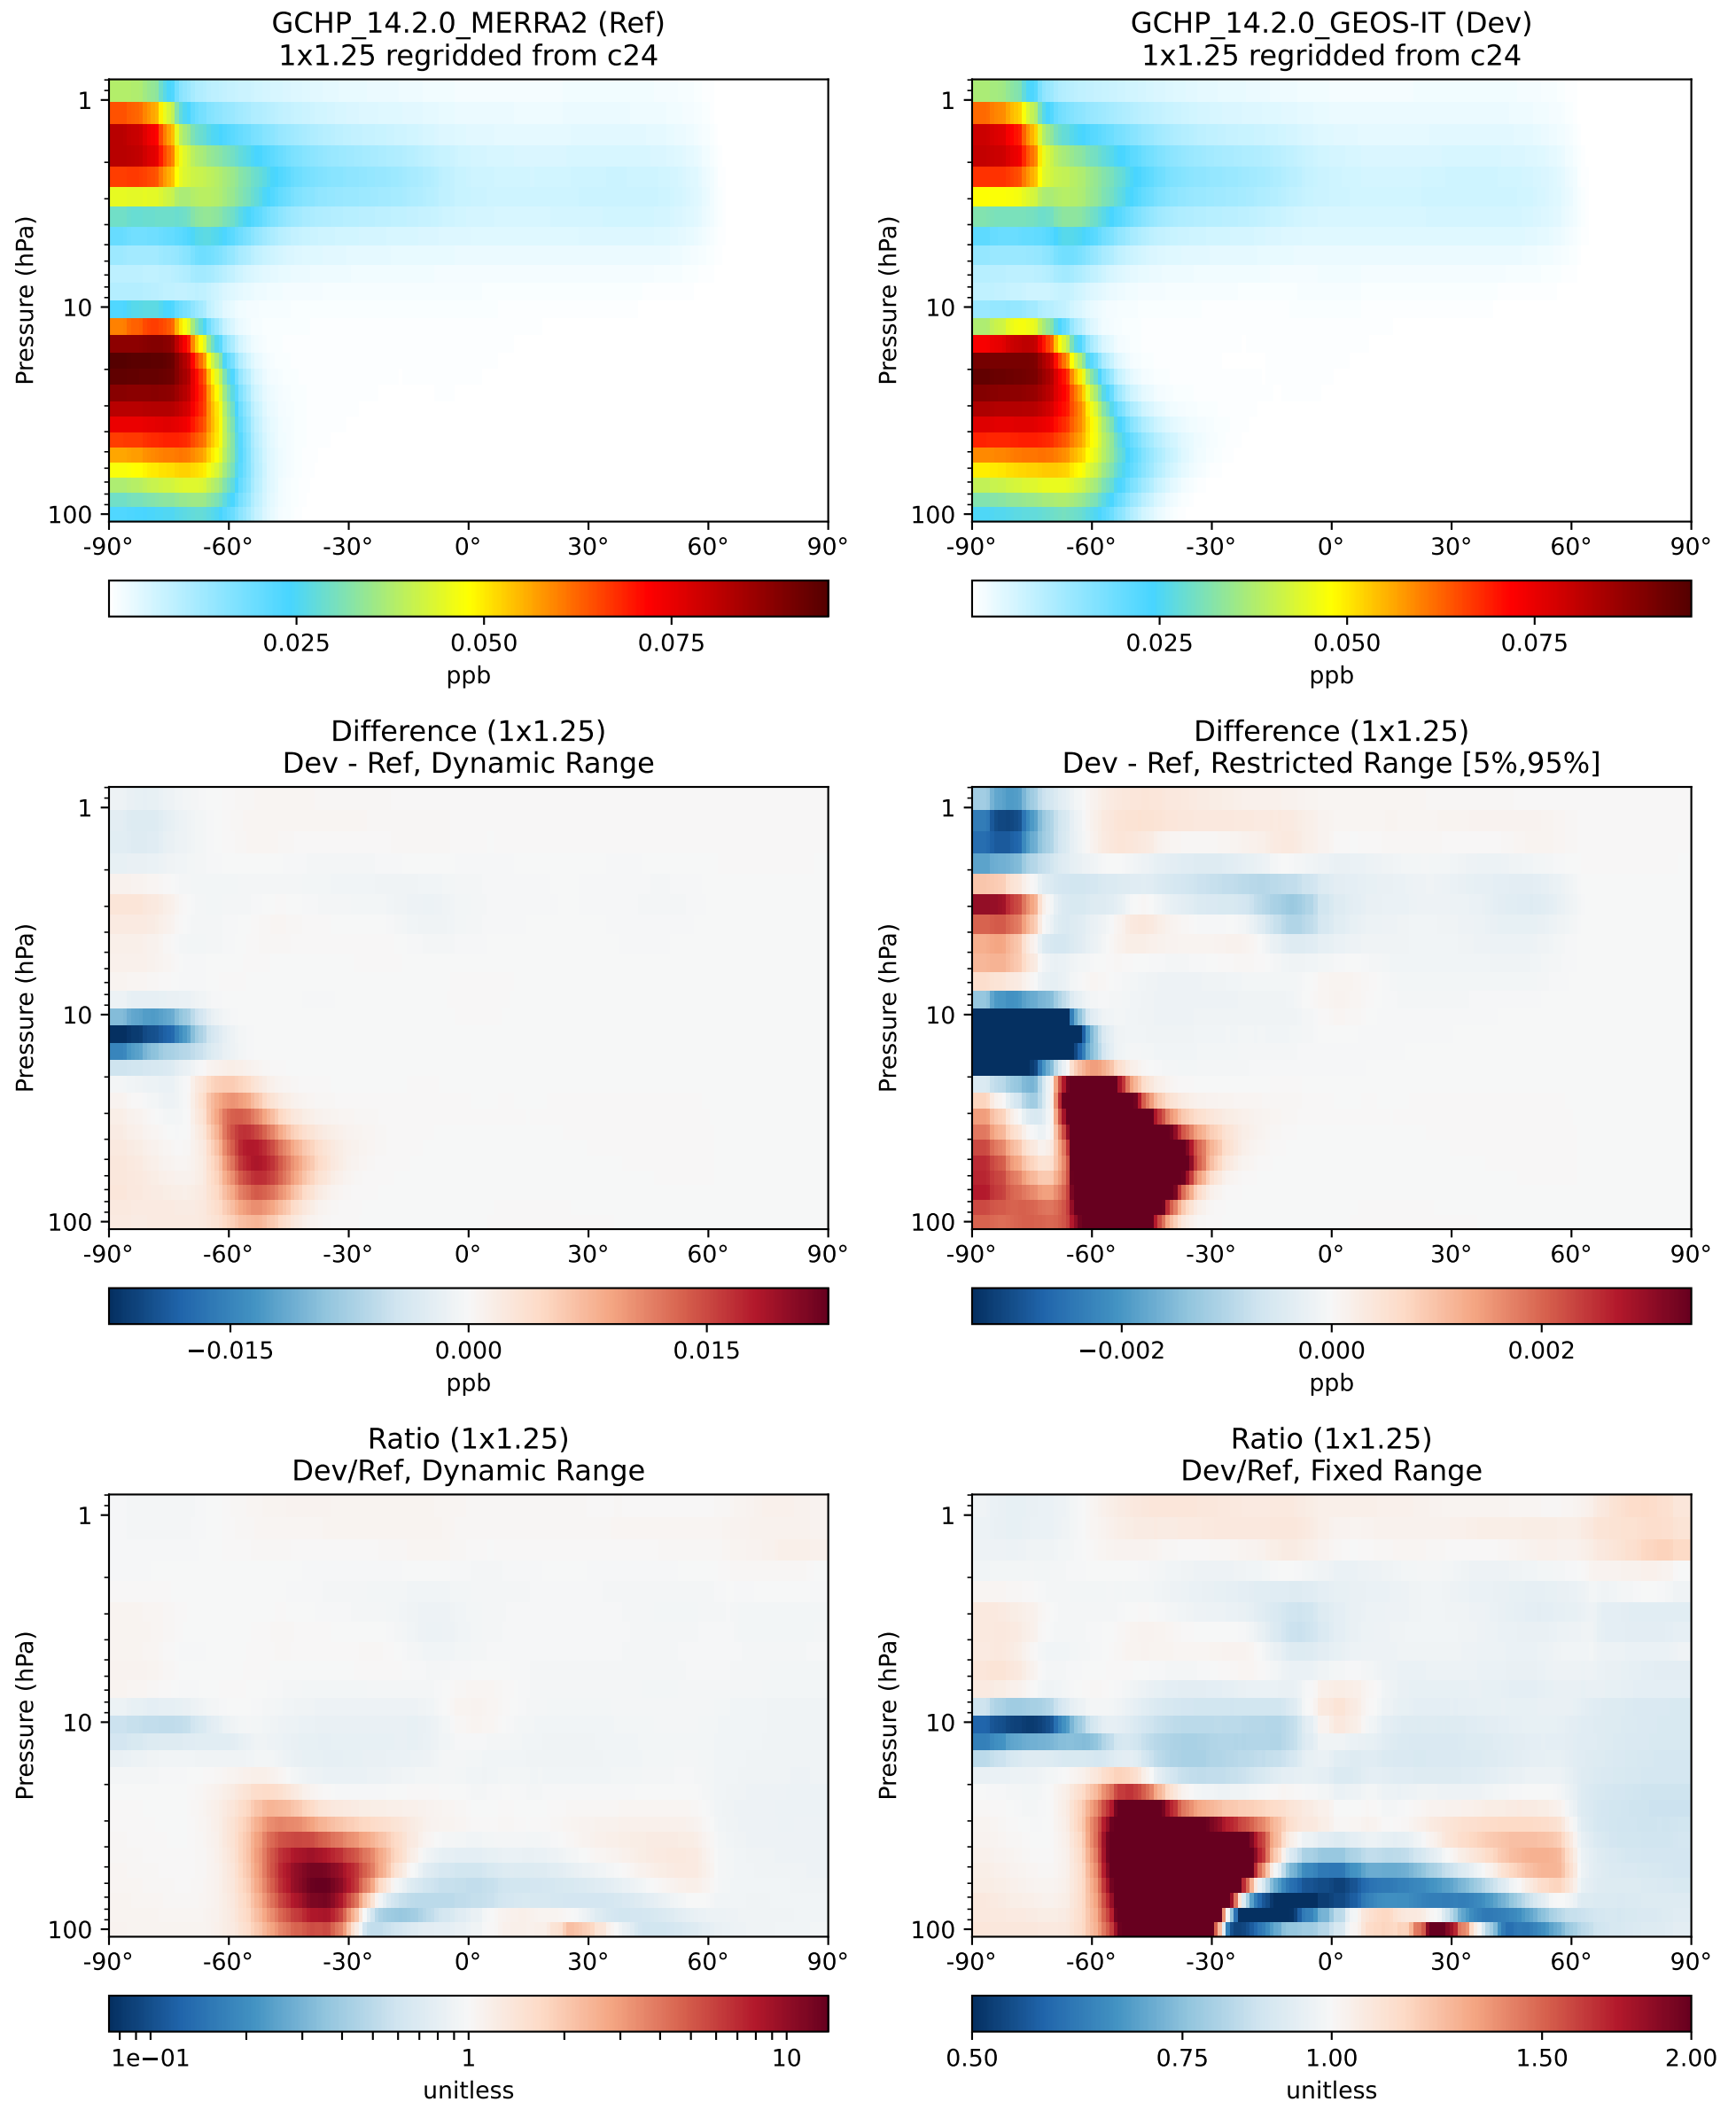 GCHP_14.2.0_MERRA2 (Ref)
1x1.25 regridded from c24
GCHP_14.2.0_GEOS-IT (Dev)
1x1.25 regridded from c24
Pressure (hPa)
1
10
100
-90° -60° -30° 0° 30° 60° 90°
0.025 0.050 0.075
ppb
Pressure (hPa)
1
10
100
-90° -60° -30° 0° 30° 60° 90°
0.025 0.050 0.075
ppb
Difference (1x1.25)
Dev - Ref, Dynamic Range
Difference (1x1.25)
Dev - Ref, Restricted Range [5%,95%]
Pressure (hPa)
1
10
100
-90° -60° -30° 0° 30° 60° 90°
−0.015 0.000 0.015
ppb
Pressure (hPa)
1
10
100
-90° -60° -30° 0° 30° 60° 90°
−0.002 0.000 0.002
ppb
Ratio (1x1.25)
Dev/Ref, Dynamic Range
Ratio (1x1.25)
Dev/Ref, Fixed Range
Pressure (hPa)
1
10
100
-90° -60° -30° 0° 30° 60° 90°
1e−01 1 10
unitless
Pressure (hPa)
1
10
100
-90° -60° -30° 0° 30° 60° 90°
0.50 0.75 1.00 1.50 2.00
unitless